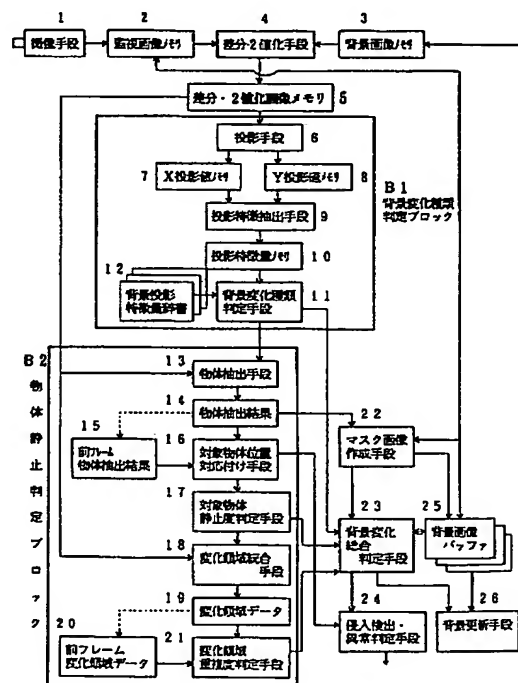 1
2
4
3
撮像手段
監視画像メモリ
差分・2値化手段
背景画像メモリ
差分・2値化画像メモリ
5
投影手段
6
7
X投影値メモリ
Y投影値メモリ
8
B1
背景変化種類
判定ブロック
投影特徴抽出手段
9
投影特徴量メモリ
10
12
背景投影
特徴量辞書
背景変化種類
判定手段
11
B2
物体静止判定ブロック
13
物体抽出手段
14
物体抽出結果
22
マスク画像
作成手段
15
前フレーム
物体抽出結果
16
対象物体位置
対応付け手段
17
対象物体
静止度判定手段
23
背景変化
総合
判定手段
25
背景画像
バッファ
18
変化領域統合
手段
19
変化領域データ
24
侵入検出・
異常判定手段
26
背景更新手段
20
前フレーム
変化領域データ
21
変化領域
重複度判定手段